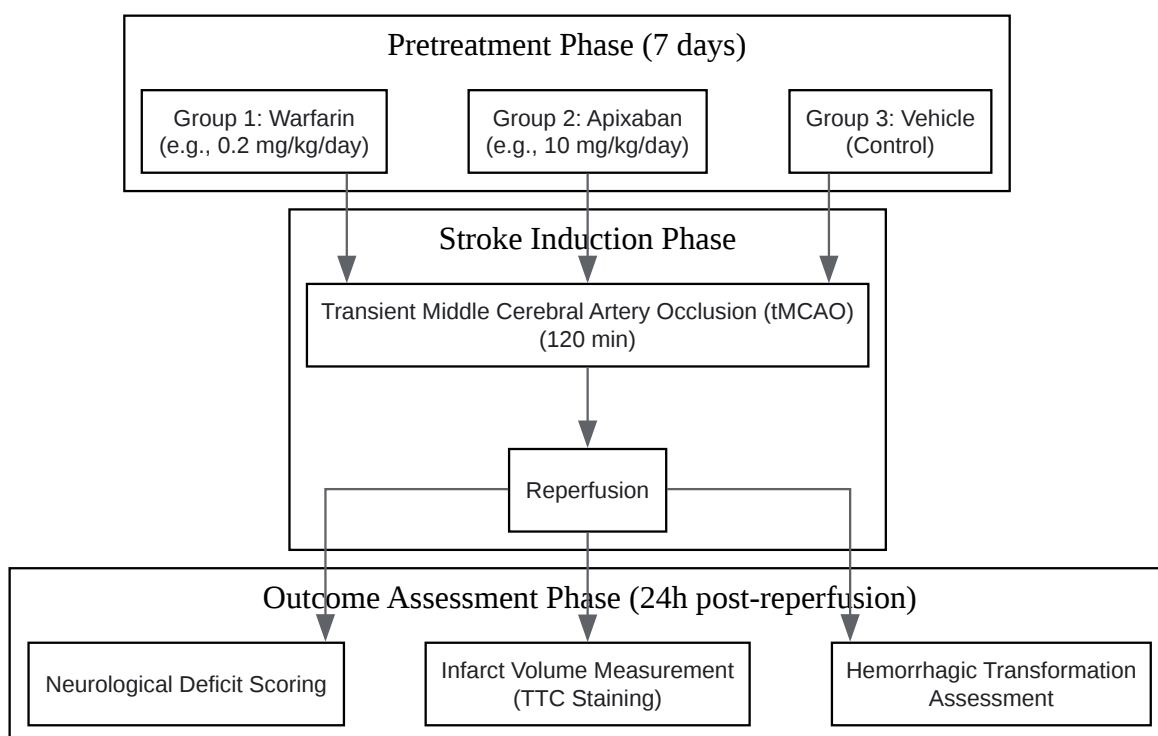 Pretreatment Phase (7 days)
Group 1: Warfarin
(e.g., 0.2 mg/kg/day)
Group 2: Apixaban
(e.g., 10 mg/kg/day)
Group 3: Vehicle
(Control)
Stroke Induction Phase
Transient Middle Cerebral Artery Occlusion (tMCAO)
(120 min)
Reperfusion
Outcome Assessment Phase (24h post-reperfusion)
Neurological Deficit Scoring
Infarct Volume Measurement
(TTC Staining)
Hemorrhagic Transformation
Assessment